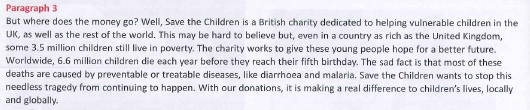 Paragraph 3
But where does the money go? Well, Save the Children is a British charity dedicated to helping vulnerable children in the
UK, as well as the rest of the world. This may be hard to believe but, even in a country as rich as the United Kingdom,
some 3.5 million children still live in poverty. The charity works to give these young people hope for a better future.
Worldwide, 6.6 million children die each year before they reach their fifth birthday. The sad fact is that most of these
deaths are caused by preventable or treatable diseases, like diarrhoea and malaria. Save the Children wants to stop this
needless tragedy from continuing to happen. With our donations, it is making a real difference to children's lives, locally
and globally.